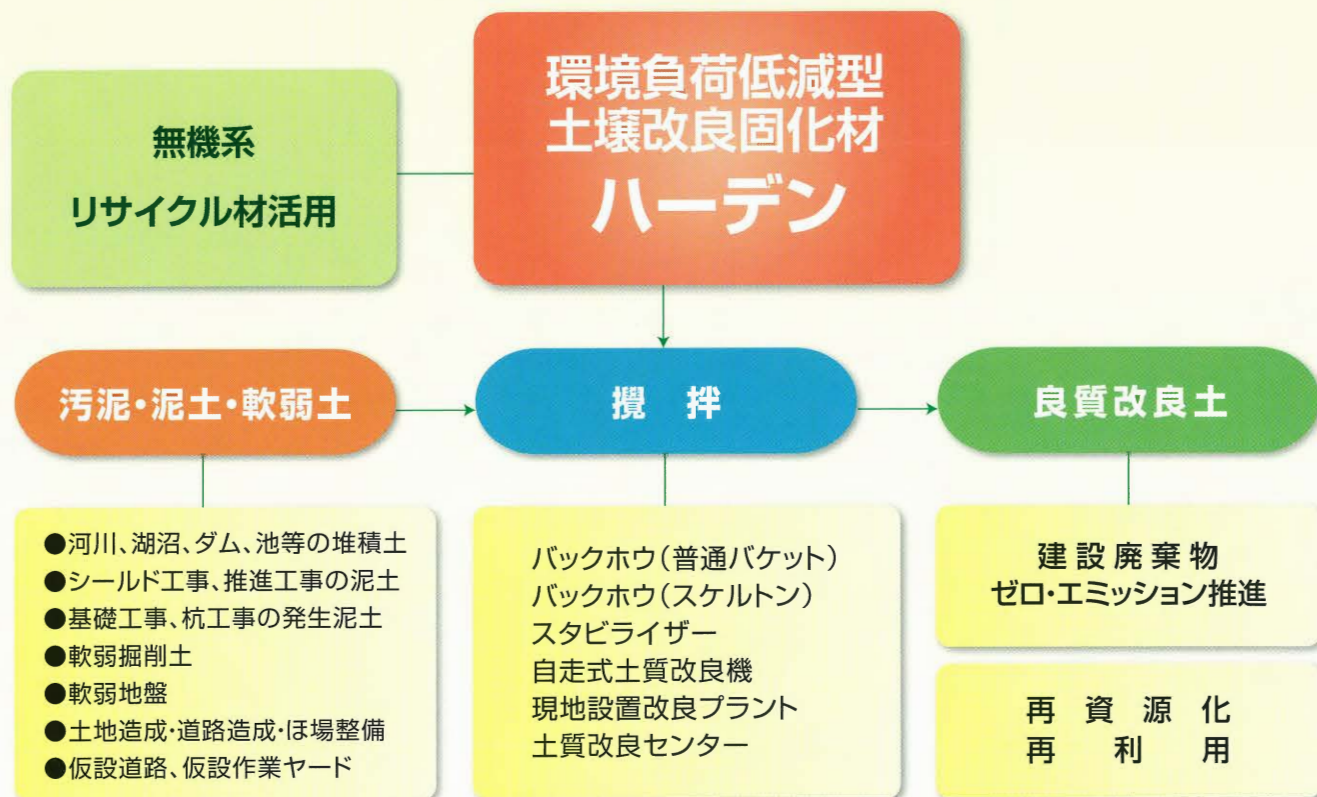 無機系
リサイクル材活用
環境負荷低減型
土壌改良固化材
ハーデン
汚泥・泥土・軟弱土
攪拌
良質改良土
●河川、湖沼、ダム、池等の堆積土
●シールド工事、推進工事の泥土
●基礎工事、杭工事の発生泥土
●軟弱掘削土
●軟弱地盤
●土地造成・道路造成・ほ場整備
●仮設道路、仮設作業ヤード
バックホウ(普通バケット)
バックホウ(スケルトン)
スタビライザー
自走式土質改良機
現地設置改良プラント
土質改良センター
建設廃棄物
ゼロ・エミッション推進
再資源化
再利用